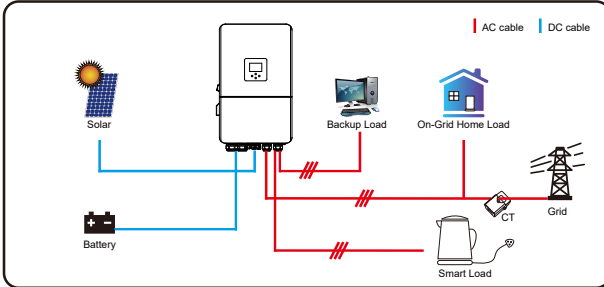 AC cable
DC cable
Solar
Backup Load
On-Grid Home Load
CT
Grid
Battery
Smart Load